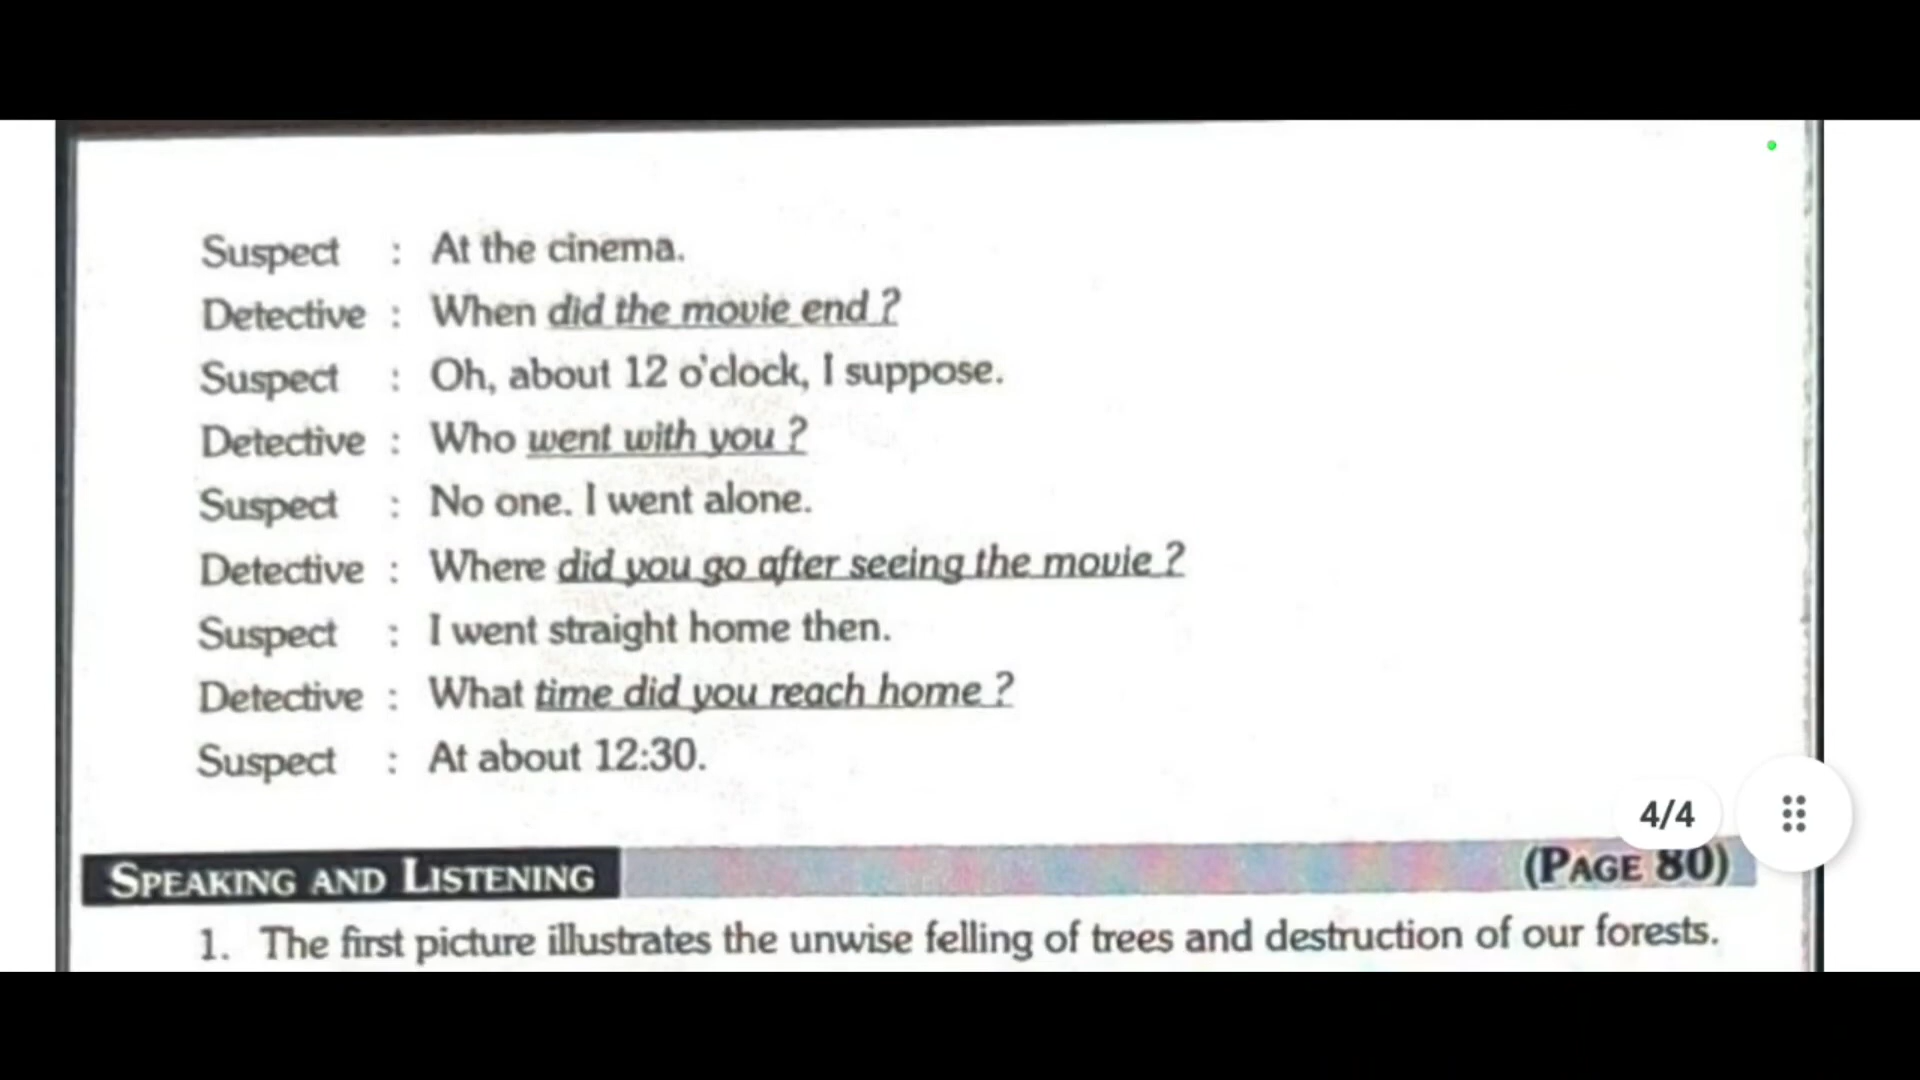 Suspect : At the cinema.
Detective : When did the movie end ?
Suspect : Oh, about 12 o'clock, I suppose.
Detective : Who went with you ?
Suspect : No one. I went alone.
Detective : Where did you go after seeing the movie ?
Suspect : I went straight home then.
Detective : What time did you reach home ?
Suspect : At about 12:30.
4/4
SPEAKING AND LISTENING (PAGE 80)
1. The first picture illustrates the unwise felling of trees and destruction of our forests.